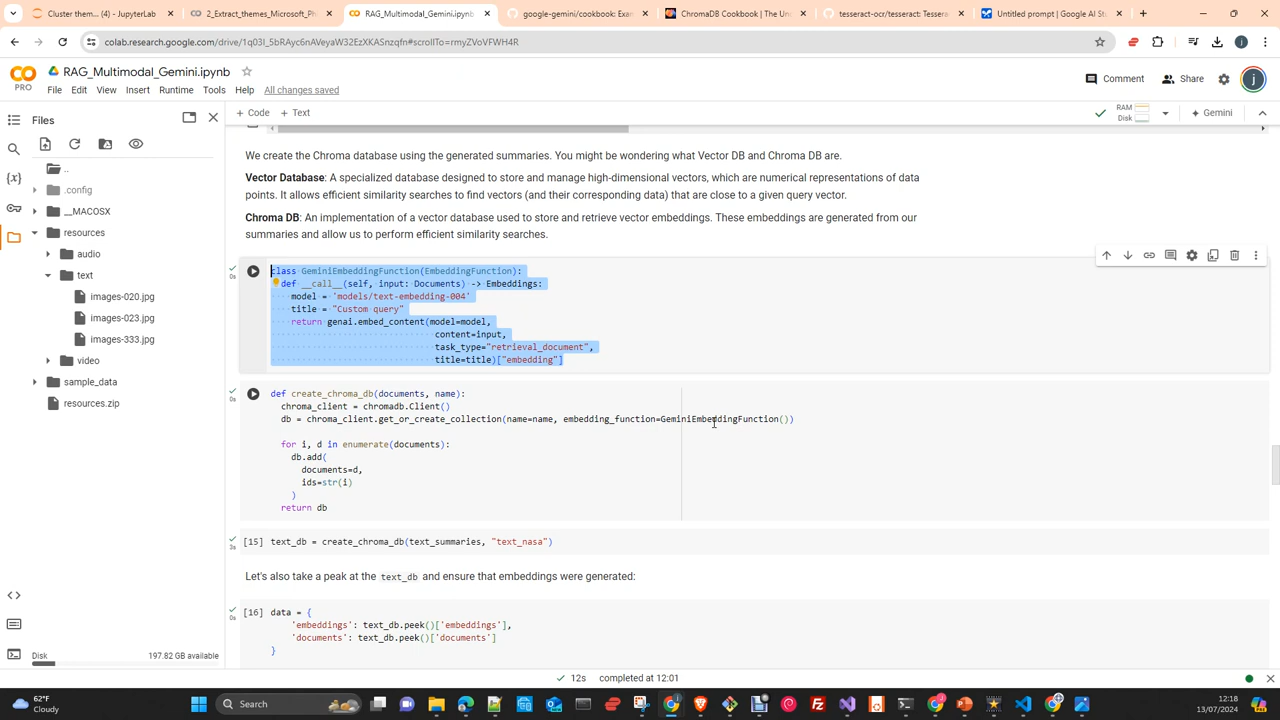 Cluster them... (4) - JupyterLab
2_Extract_themes_Microsoft_Ph
RAG_Multimodal_Gemini.ipynb
google-gemini/cookbook: Exam
ChromaDB Cookbook | The Un
tesseract-ocr/tesseract: Tessera
Untitled prompt | Google AI St
colab.research.google.com/drive/1q03I_5bRAyc6nAVeyaW32EzXKASnzqfn#scrollTo=rmyZVoVFWH4R
RAG_Multimodal_Gemini.ipynb
File Edit View Insert Runtime Tools Help All changes saved
Comment Share
PRO
j
Files
+ Code + Text
RAM
Disk
Gemini
..
.config
__MACOSX
resources
audio
text
images-020.jpg
images-023.jpg
images-333.jpg
video
sample_data
resources.zip
Disk 197.82 GB available
We create the Chroma database using the generated summaries. You might be wondering what Vector DB and Chroma DB are.
Vector Database: A specialized database designed to store and manage high-dimensional vectors, which are numerical representations of data
points. It allows efficient similarity searches to find vectors (and their corresponding data) that are close to a given query vector.
Chroma DB: An implementation of a vector database used to store and retrieve vector embeddings. These embeddings are generated from our
summaries and allow us to perform efficient similarity searches.
0s
class GeminiEmbeddingFunction(EmbeddingFunction):
def __call__(self, input: Documents) -> Embeddings:
model = 'models/text-embedding-004'
title = "Custom query"
return genai.embed_content(model=model,
content=input,
task_type="retrieval_document",
title=title)["embedding"]
0s
def create_chroma_db(documents, name):
chroma_client = chromadb.Client()
db = chroma_client.get_or_create_collection(name=name, embedding_function=GeminiEmbeddingFunction())
for i, d in enumerate(documents):
db.add(
documents=d,
ids=str(i)
)
return db
[15] text_db = create_chroma_db(text_summaries, "text_nasa")
3s
Let's also take a peak at the text_db and ensure that embeddings were generated:
[16] data = {
0s
'embeddings': text_db.peek()['embeddings'],
'documents': text_db.peek()['documents']
}
12s completed at 12:01
62°F
Cloudy
Search
12:18
13/07/2024